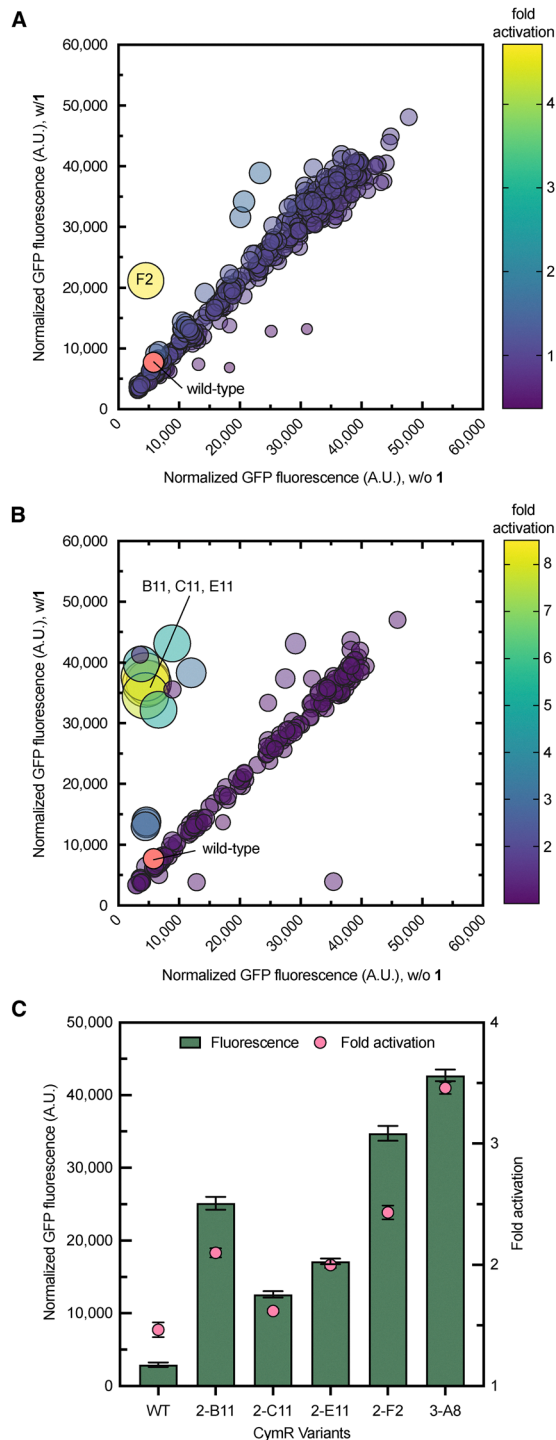 A
fold
activation
60,000
50,000
40,000
30,000
20,000
10,000
0
Normalized GFP fluorescence (A.U.), w/1
F2
wild-type
0
10,000
20,000
30,000
40,000
50,000
60,000
Normalized GFP fluorescence (A.U.), w/o 1
4
3
2
1
B
fold
activation
60,000
50,000
40,000
30,000
20,000
10,000
0
Normalized GFP fluorescence (A.U.), w/1
B11, C11, E11
wild-type
0
10,000
20,000
30,000
40,000
50,000
60,000
Normalized GFP fluorescence (A.U.), w/o 1
8
7
6
5
4
3
2
1
C
50,000
40,000
30,000
20,000
10,000
0
Normalized GFP fluorescence (A.U.)
Fluorescence Fold activation
4
3
2
1
Fold activation
WT 2-B11 2-C11 2-E11 2-F2 3-A8
CymR Variants